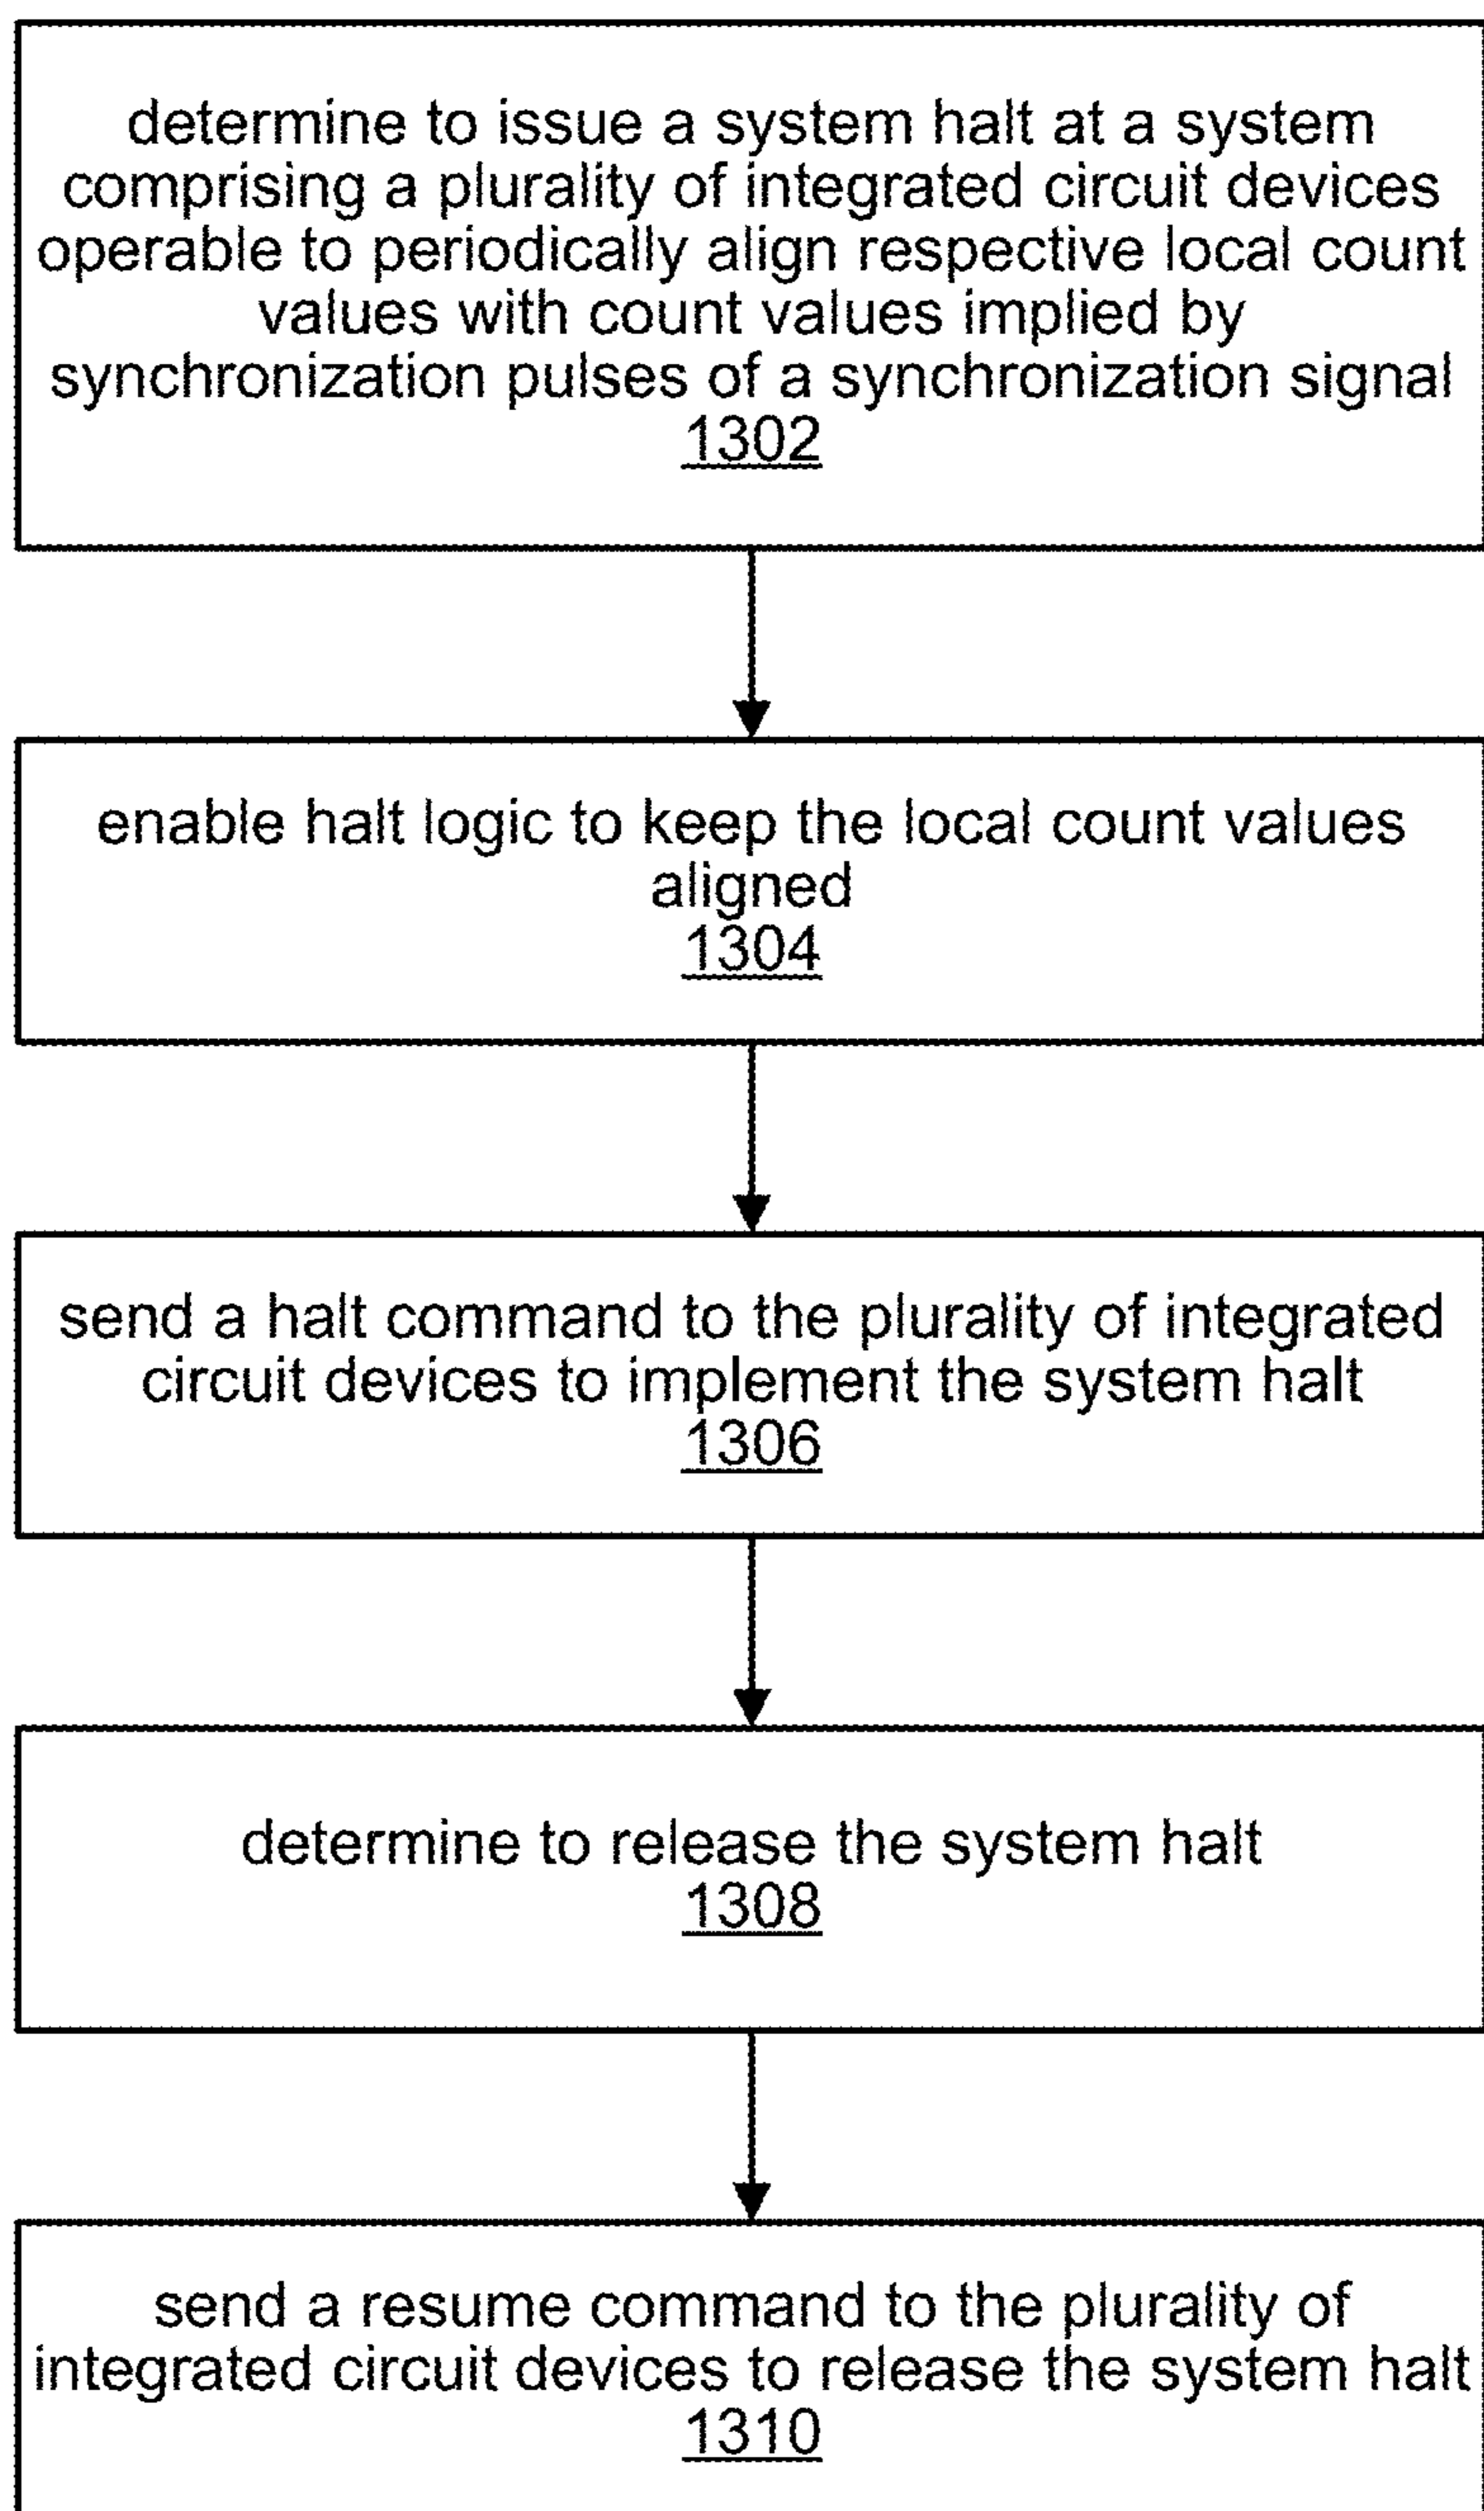 determine to issue a system halt at a system
comprising a plurality of integrated circuit devices
operable to periodically align respective local count
values with count values implied by
synchronization pulses of a synchronization signal
1302
enable halt logic to keep the local count values
aligned
1304
send a halt command to the plurality of integrated
circuit devices to implement the system halt
1306
determine to release the system halt
1308
send a resume command to the plurality of
integrated circuit devices to release the system halt
1310